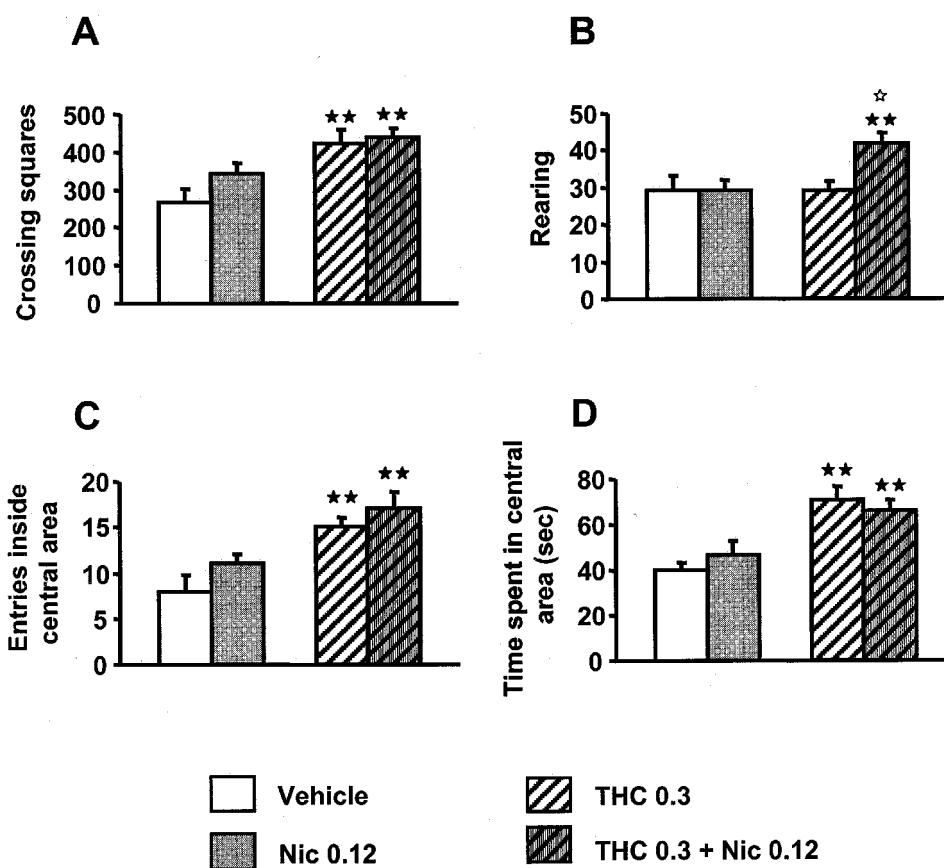 A
Crossing squares
500
400
300
200
100
0
★★
★★
B
Rearing
50
40
30
20
10
0
☆
★★
C
Entries inside
central area
20
15
10
5
0
★★
★★
D
Time spent in central
area (sec)
80
60
40
20
0
★★
★★
Vehicle
Nic 0.12
THC 0.3
THC 0.3 + Nic 0.12